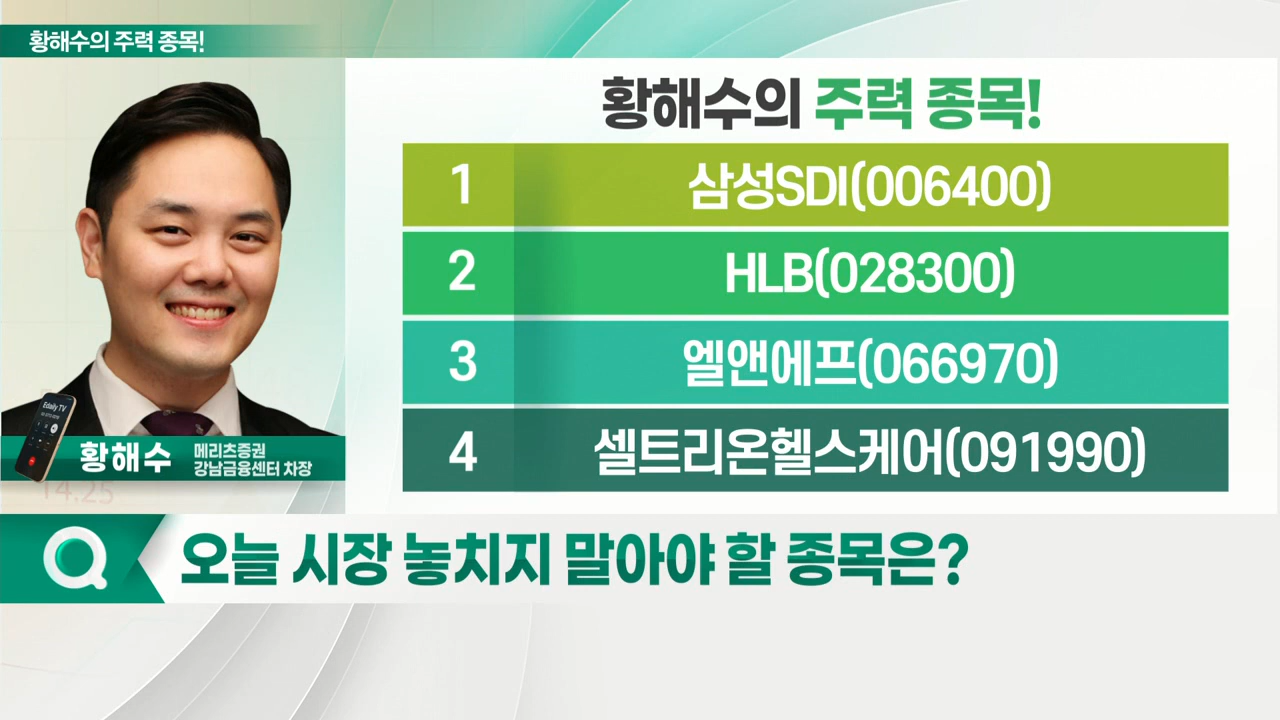 황해수의 주력 종목!
황해수의 주력 종목!
1 삼성SDI(006400)
2 HLB(028300)
3 엘앤에프(066970)
4 셀트리온헬스케어(091990)
Edaily TV
황해수 메리츠증권
강남금융센터 차장
14.25
Q 오늘 시장 놓치지 말아야 할 종목은?